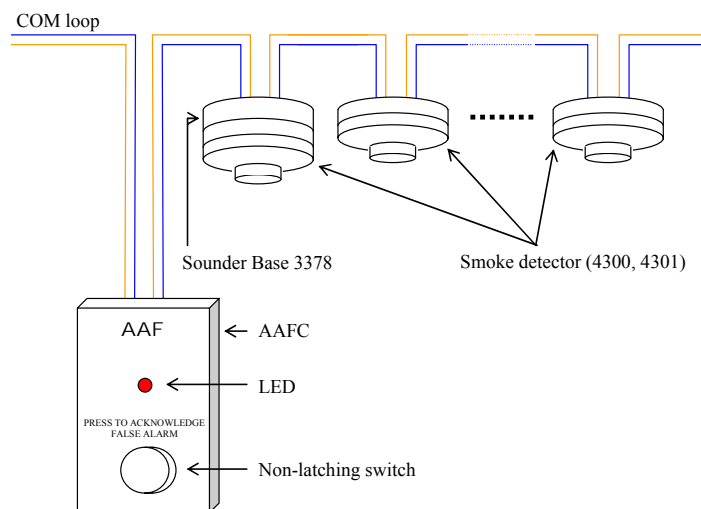 COM loop
Sounder Base 3378
Smoke detector (4300, 4301)
AAF
AAFC
LED
PRESS TO ACKNOWLEDGE
FALSE ALARM
Non-latching switch